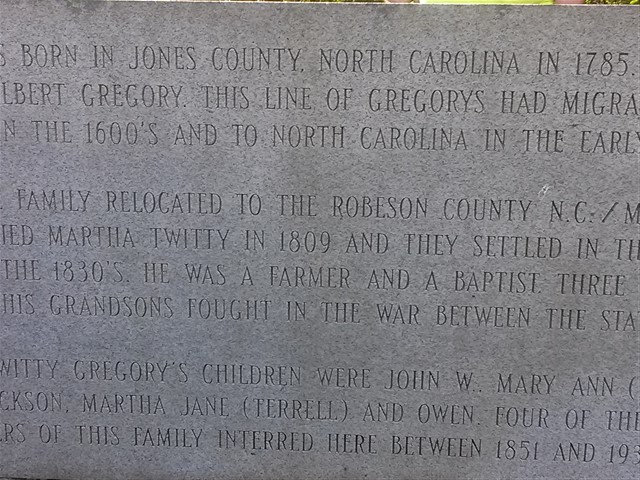 S BORN IN JONES COUNTY, NORTH CAROLINA IN 1785.
LBERT GREGORY. THIS LINE OF GREGORYS HAD MIGRA
N THE 1600'S AND TO NORTH CAROLINA IN THE EARLY
FAMILY RELOCATED TO THE ROBESON COUNTY N.C./M
IED MARTHA TWITTY IN 1809 AND THEY SETTLED IN TH
THE 1830'S. HE WAS A FARMER AND A BAPTIST. THREE
HIS GRANDSONS FOUGHT IN THE WAR BETWEEN THE STA
WITTY GREGORY'S CHILDREN WERE JOHN W., MARY ANN (
CKSON, MARTHA JANE (TERRELL) AND OWEN. FOUR OF THE
RS OF THIS FAMILY INTERRED HERE BETWEEN 1851 AND 193